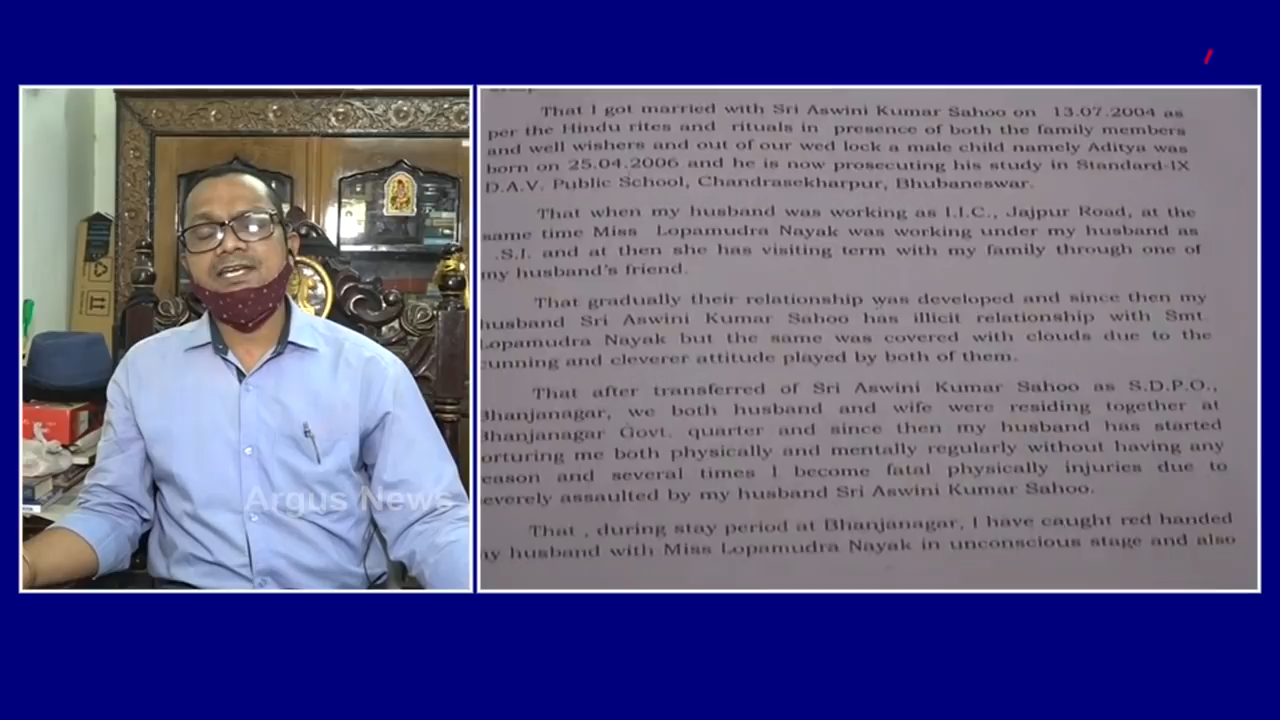 That I got married with Sri Aswini Kumar Sahoo on 13.07.2004 as
per the Hindu rites and rituals in presence of both the family members
and well wishers and out of our wed lock a male child namely Aditya was
born on 25.04.2006 and he is now prosecuting his study in Standard-IX
D.A.V. Public School, Chandrasekharpur, Bhubaneswar.
That when my husband was working as I.I.C., Jajpur Road, at the
same time Miss Lopamudra Nayak was working under my husband as
.S.I. and at then she has visiting term with my family through one of
my husband's friend.
That gradually their relationship was developed and since then my
husband Sri Aswini Kumar Sahoo has illicit relationship with Smt.
Lopamudra Nayak but the same was covered with clouds due to the
cunning and cleverer attitude played by both of them.
That after transferred of Sri Aswini Kumar Sahoo as S.D.P.O.,
Bhanjanagar, we both husband and wife were residing together at
Bhanjanagar Govt. quarter and since then my husband has started
orturing me both physically and mentally regularly without having any
eason and several times I become fatal physically injuries due to
everely assaulted by my husband Sri Aswini Kumar Sahoo.
That , during stay period at Bhanjanagar, I have caught red handed
my husband with Miss Lopamudra Nayak in unconscious stage and also
Argus News